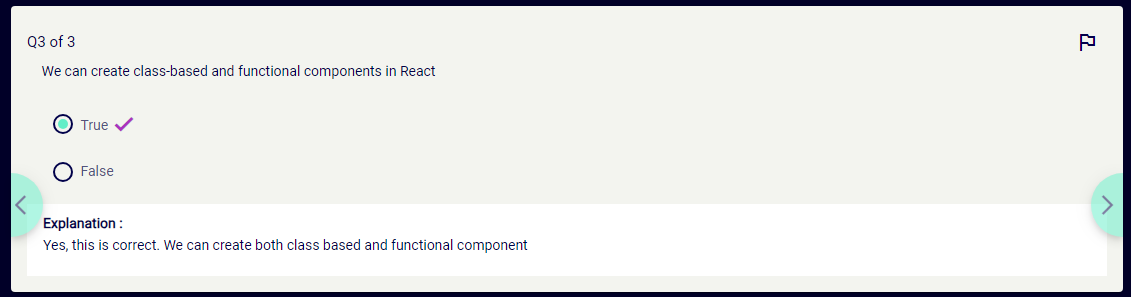 Q3 of 3
We can create class-based and functional components in React
True
False
Explanation :
Yes, this is correct. We can create both class based and functional component